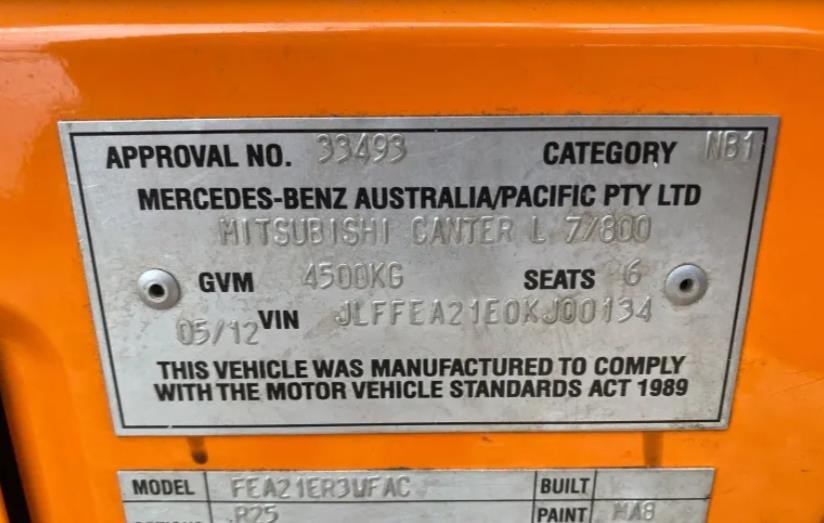 APPROVAL NO. 33493 CATEGORY NB1
MERCEDES-BENZ AUSTRALIA/PACIFIC PTY LTD
MITSUBISHI CANTER L 7/800
GVM 4500KG SEATS 6
05/12 VIN JLFFEA21E0KJ00134
THIS VEHICLE WAS MANUFACTURED TO COMPLY
WITH THE MOTOR VEHICLE STANDARDS ACT 1989
MODEL FEA21ER3WFAC BUILT
R25 PAINT MA8